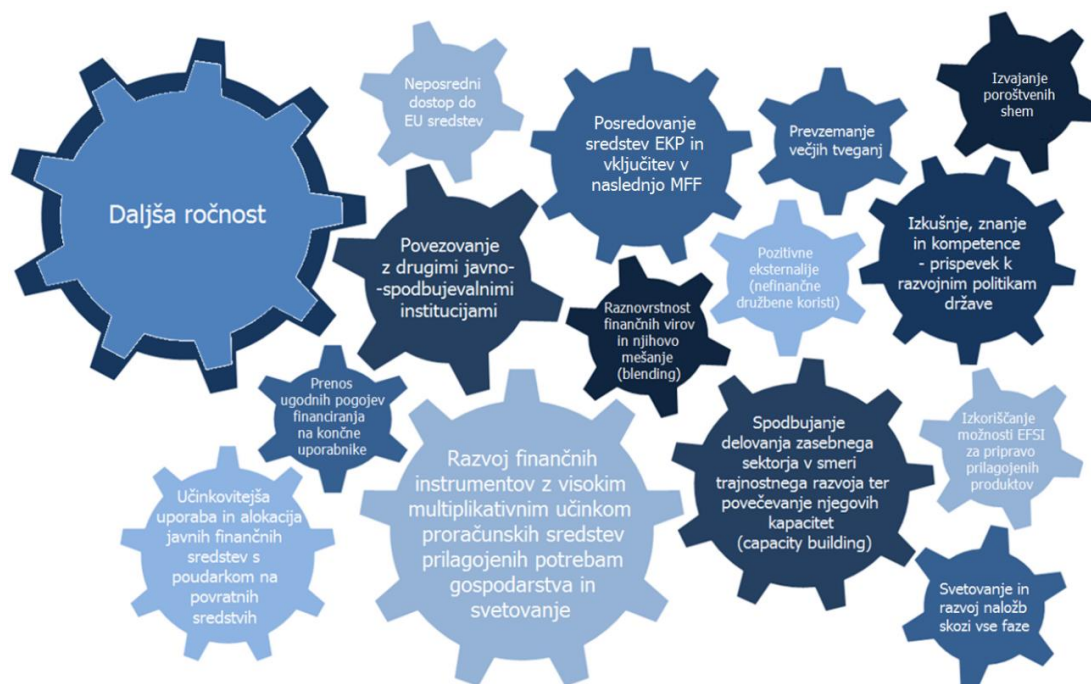 Daljša ročnost
Neposredni
dostop do
EU sredstev
Posredovanje
sredstev EKP in
vključitev v
naslednjo MFF
Prevzemanje
večjih tveganj
Izvajanje
poroštvenih
shem
Povezovanje
z drugimi javno-
-spodbujevalnimi
institucijami
Pozitivne
eksternalije
(nefinančne
družbene koristi)
Izkušnje, znanje
in kompetence
- prispevek k
razvojnim politikam
države
Raznovrstnost
finančnih virov
in njihovo
mešanje
(blending)
Prenos
ugodnih pogojev
financiranja
na končne
uporabnike
Razvoj finančnih
instrumentov z visokim
multiplikativnim učinkom
proračunskih sredstev
prilagojenih potrebam
gospodarstva in
svetovanje
Spodbujanje
delovanja zasebnega
sektorja v smeri
trajnostnega razvoja ter
povečevanje njegovih
kapacitet
(capacity building)
Izkoriščanje
možnosti EFSI
za pripravo
prilagojenih
produktov
Učinkovitejša
uporaba in alokacija
javnih finančnih
sredstev s
poudarkom na
povratnih
sredstvih
Svetovanje in
razvoj naložb
skozi vse faze